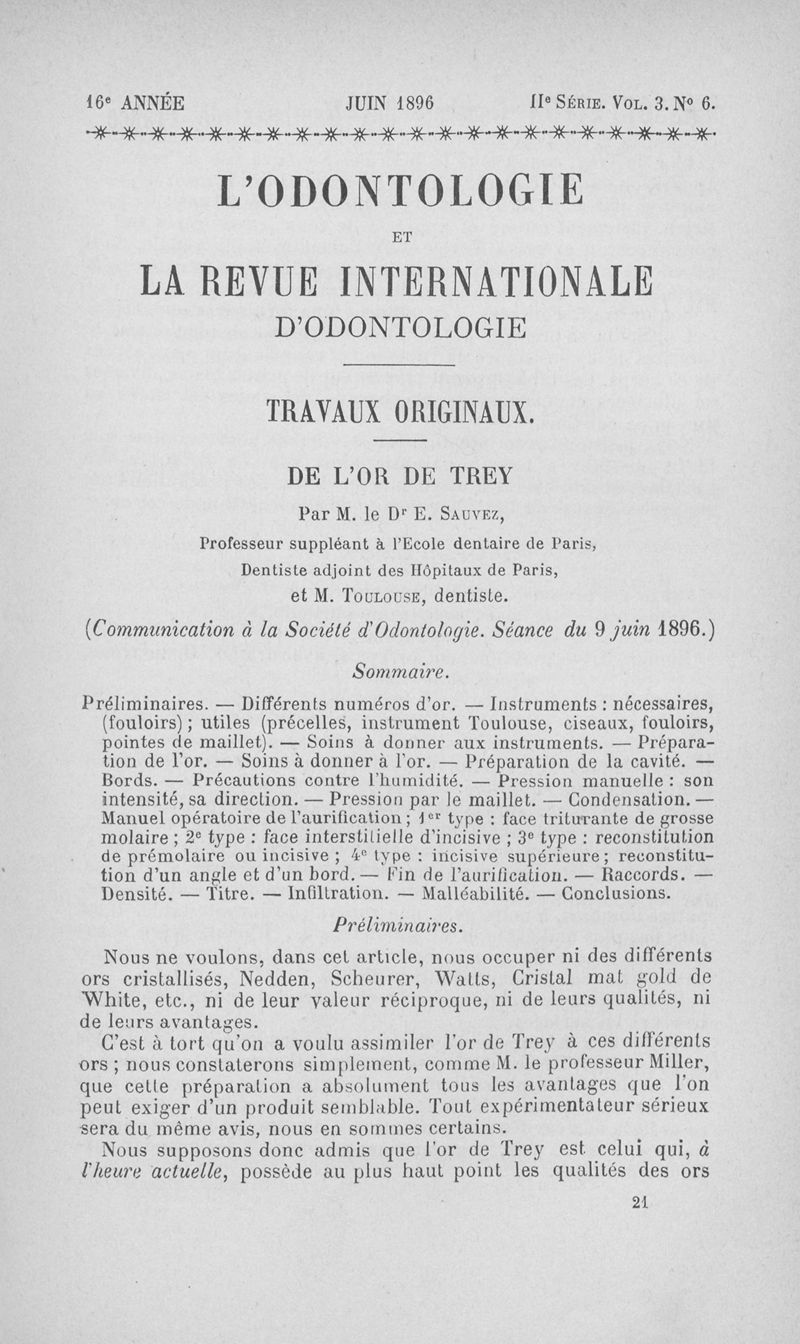 16e ANNÉE JUIN 1896 IIe SÉRIE. VOL. 3. No 6.
L'ODONTOLOGIE
ET
LA REVUE INTERNATIONALE
D'ODONTOLOGIE
TRAVAUX ORIGINAUX.
DE L'OR DE TREY
Par M. le Dr E. SAUVEZ,
Professeur suppléant à l'Ecole dentaire de Paris,
Dentiste adjoint des Hôpitaux de Paris,
et M. TOULOUSE, dentiste.
(Communication à la Société d'Odontologie. Séance du 9 juin 1896.)
Sommaire.
Préliminaires. — Différents numéros d'or. — Instruments : nécessaires,
(fouloirs) ; utiles (précelles, instrument Toulouse, ciseaux, fouloirs,
pointes de maillet). — Soins à donner aux instruments. — Prépara-
tion de l'or. — Soins à donner à l'or. — Préparation de la cavité. —
Bords. — Précautions contre l'humidité. — Pression manuelle : son
intensité, sa direction. — Pression par le maillet. — Condensation. —
Manuel opératoire de l'aurification ; 1er type : face triturante de grosse
molaire ; 2e type : face interstitielle d'incisive ; 3e type : reconstitution
de prémolaire ou incisive ; 4e type : incisive supérieure ; reconstitu-
tion d'un angle et d'un bord. — Fin de l'aurification. — Raccords. —
Densité. — Titre. — Infiltration. — Malléabilité. — Conclusions.
Préliminaires.
Nous ne voulons, dans cet article, nous occuper ni des différents
ors cristallisés, Nedden, Scheurer, Watts, Cristal mat gold de
White, etc., ni de leur valeur réciproque, ni de leurs qualités, ni
de leurs avantages.
C'est à tort qu'on a voulu assimiler l'or de Trey à ces différents
ors ; nous constaterons simplement, comme M. le professeur Miller,
que cette préparation a absolument tous les avantages que l'on
peut exiger d'un produit semblable. Tout expérimentateur sérieux
sera du même avis, nous en sommes certains.
Nous supposons donc admis que l'or de Trey est celui qui, à
l'heure actuelle, possède au plus haut point les qualités des ors
21